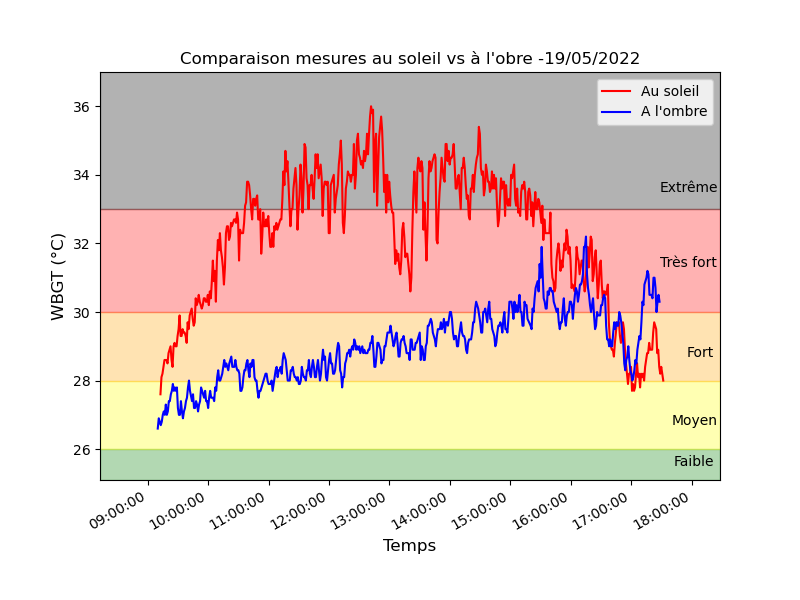 Comparaison mesures au soleil vs à l'obre -19/05/2022
Au soleil
A l'ombre
36
34
32
30
28
26
WBGT (°C)
Extrême
Très fort
Fort
Moyen
Faible
09:00:00
10:00:00
11:00:00
12:00:00
13:00:00
14:00:00
15:00:00
16:00:00
17:00:00
18:00:00
Temps